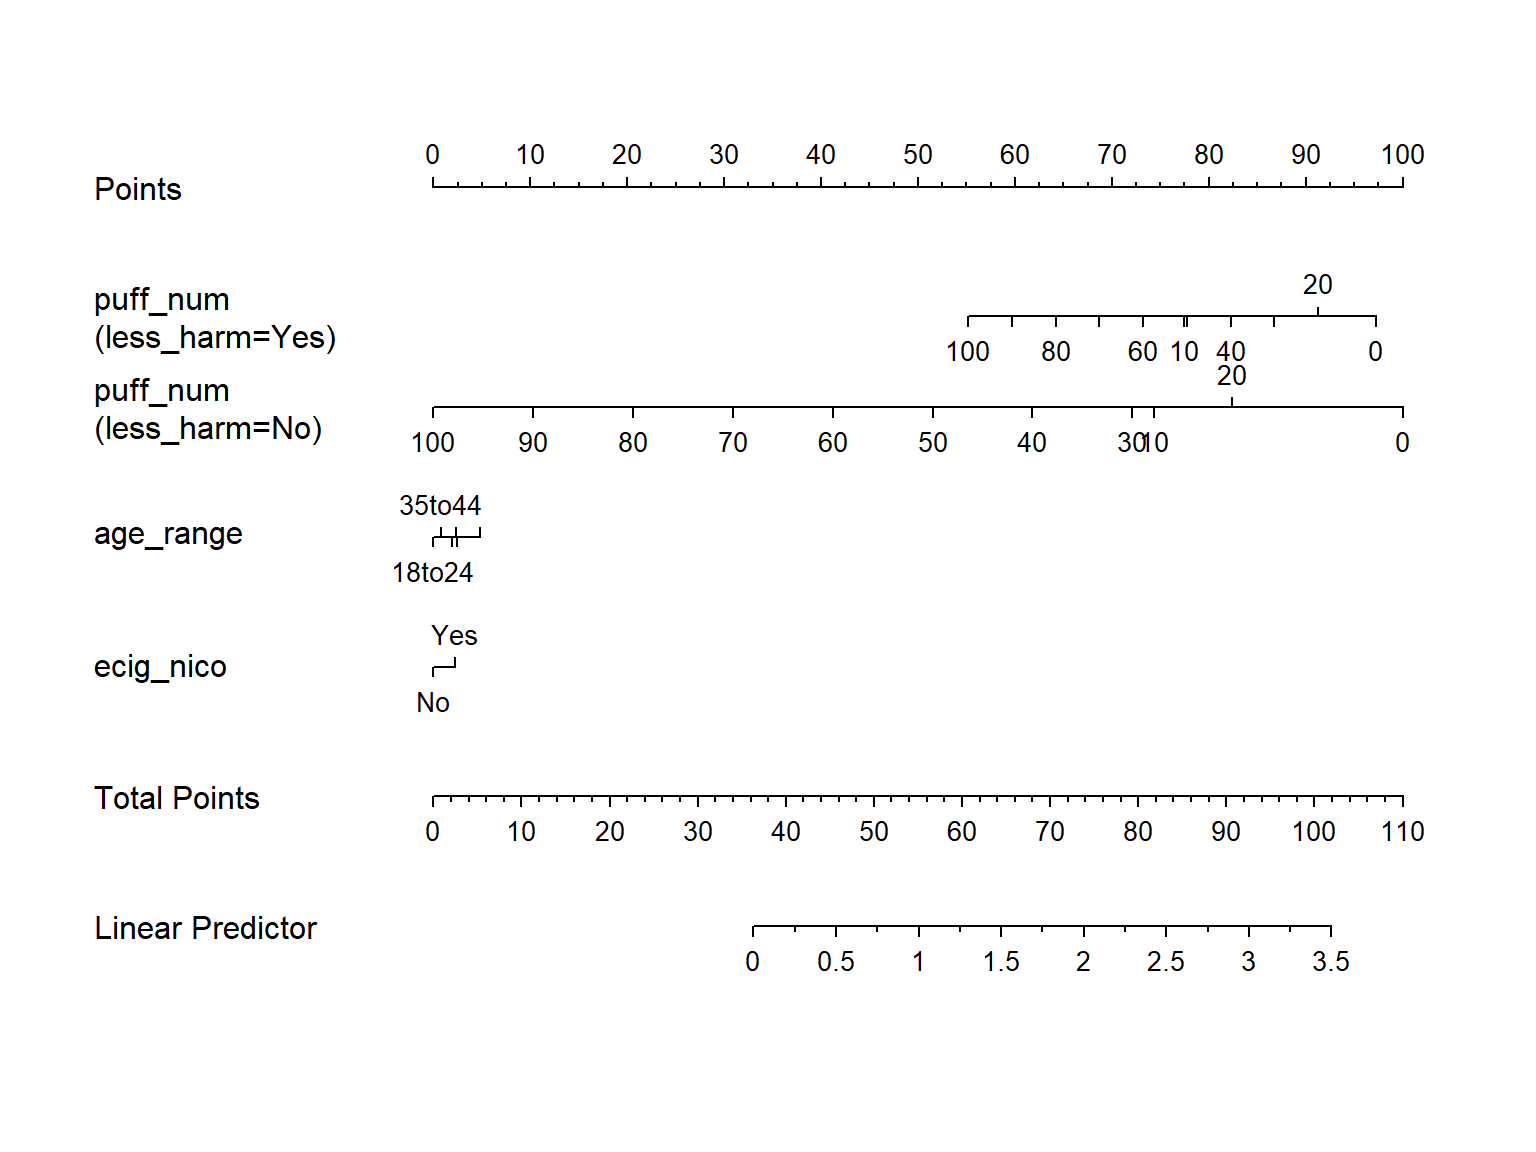 0 10 20 30 40 50 60 70 80 90 100
Points
20
puff_num
(less_harm=Yes)
100 80 60 10 40 0
20
puff_num
(less_harm=No)
100 90 80 70 60 50 40 30 10 0
35to44
age_range
18to24
Yes
ecig_nico
No
Total Points
0 10 20 30 40 50 60 70 80 90 100 110
Linear Predictor
0 0.5 1 1.5 2 2.5 3 3.5